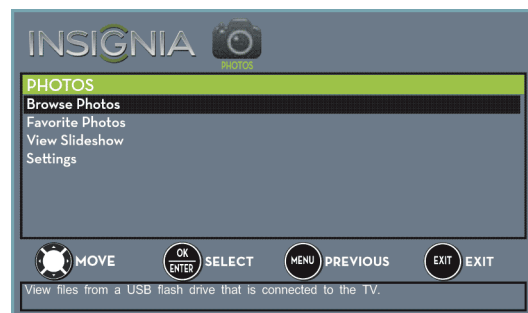 INSIGNIA
PHOTOS
PHOTOS
Browse Photos
Favorite Photos
View Slideshow
Settings
MOVE OK ENTER SELECT MENU PREVIOUS EXIT EXIT
View files from a USB flash drive that is connected to the TV.